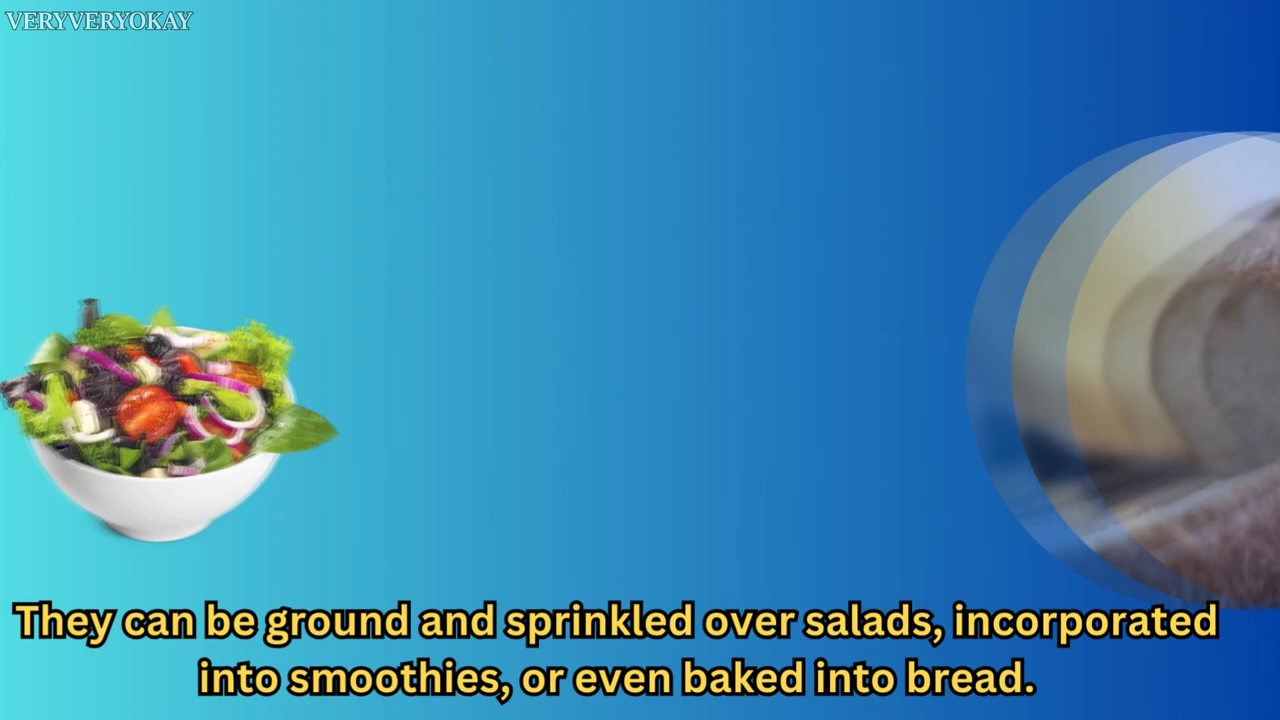 VERYVERYOKAY
They can be ground and sprinkled over salads, incorporated
into smoothies, or even baked into bread.